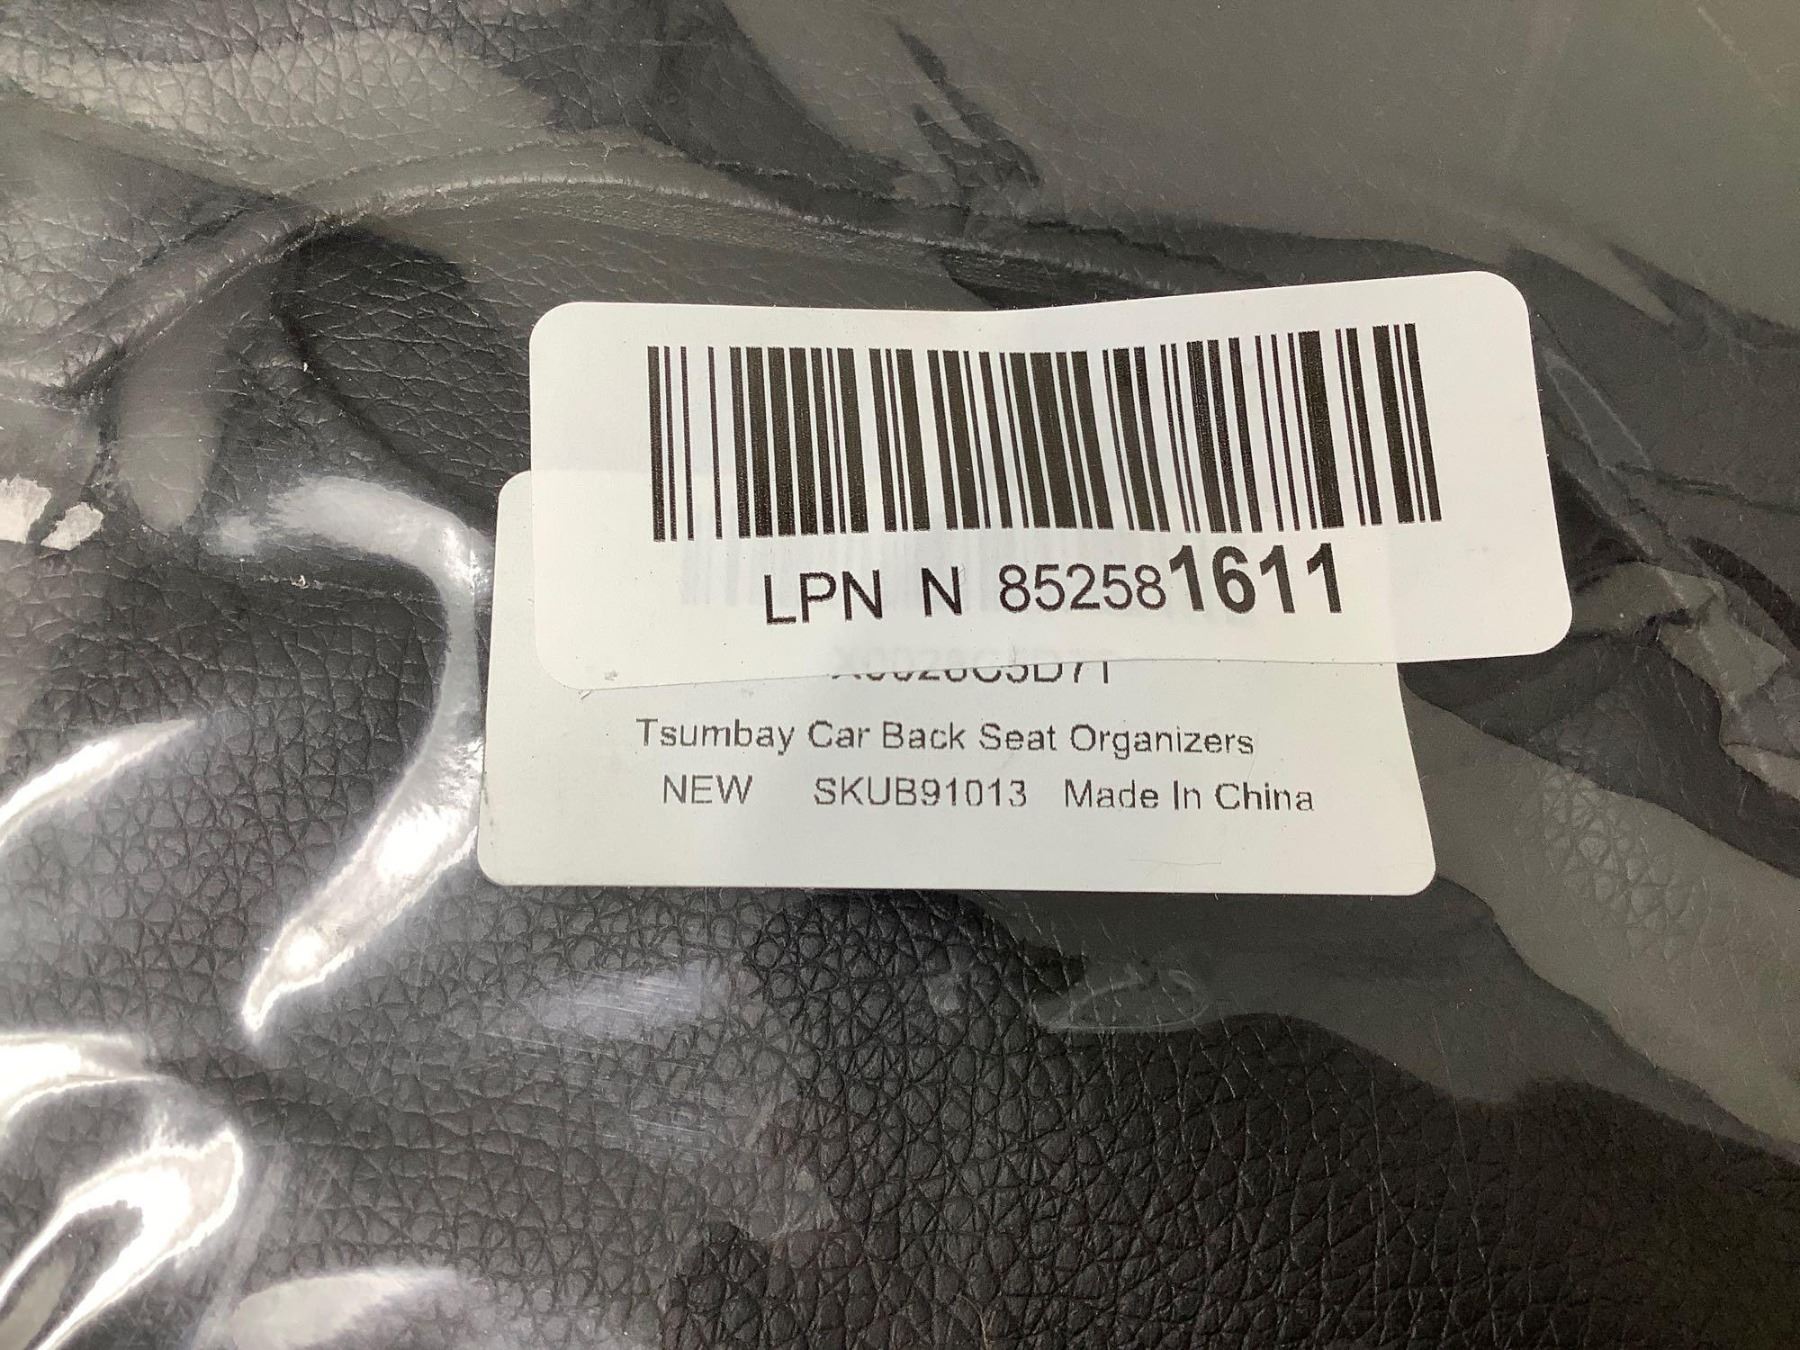 LPN N 852581611
Tsumbay Car Back Seat Organizers
NEW SKUB91013 Made In China